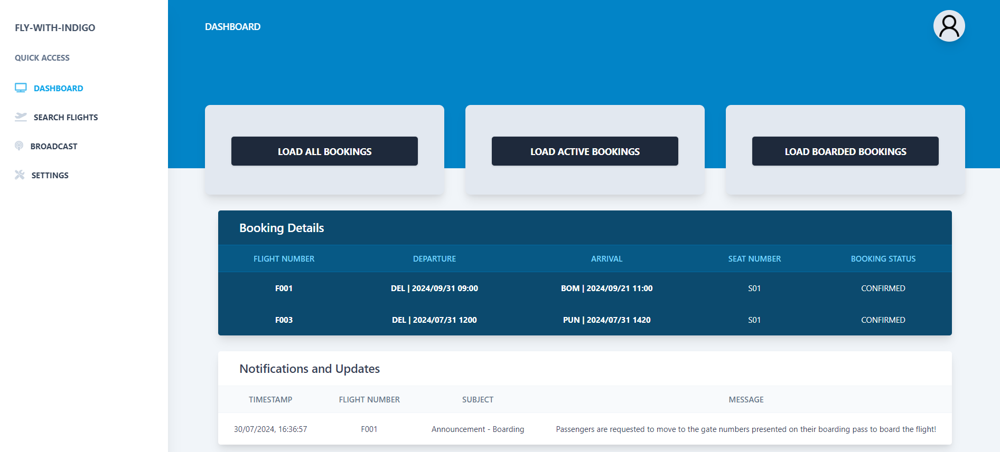 FLY-WITH-INDIGO
QUICK ACCESS
DASHBOARD
SEARCH FLIGHTS
BROADCAST
SETTINGS
DASHBOARD
LOAD ALL BOOKINGS
LOAD ACTIVE BOOKINGS
LOAD BOARDED BOOKINGS
Booking Details
FLIGHT NUMBER DEPARTURE ARRIVAL SEAT NUMBER BOOKING STATUS
F001 DEL | 2024/09/31 09:00 BOM | 2024/09/21 11:00 S01 CONFIRMED
F003 DEL | 2024/07/31 1200 PUN | 2024/07/31 1420 S01 CONFIRMED
Notifications and Updates
TIMESTAMP FLIGHT NUMBER SUBJECT MESSAGE
30/07/2024, 16:36:57 F001 Announcement - Boarding Passengers are requested to move to the gate numbers presented on their boarding pass to board the flight!